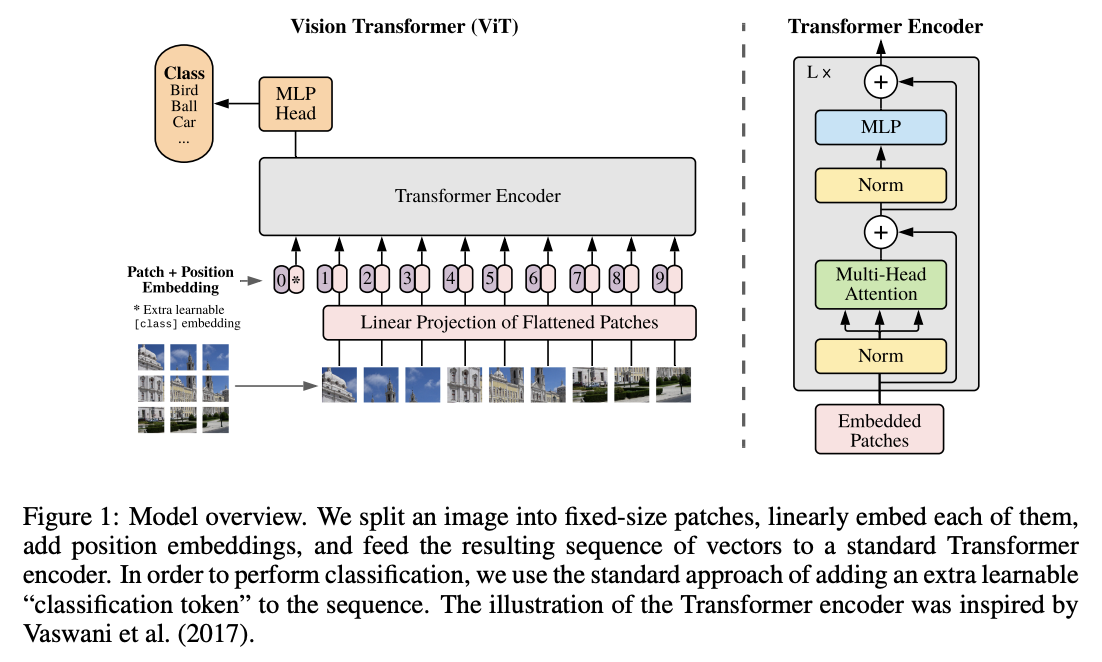 Vision Transformer (ViT)
Class
Bird
Ball
Car
...
MLP
Head
Transformer Encoder
Patch + Position
Embedding
* Extra learnable
[class] embedding
0 * 1 2 3 4 5 6 7 8 9
Linear Projection of Flattened Patches
Transformer Encoder
L ×
+
MLP
Norm
+
Multi-Head
Attention
Norm
Embedded
Patches
Figure 1: Model overview. We split an image into fixed-size patches, linearly embed each of them,
add position embeddings, and feed the resulting sequence of vectors to a standard Transformer
encoder. In order to perform classification, we use the standard approach of adding an extra learnable
“classification token” to the sequence. The illustration of the Transformer encoder was inspired by
Vaswani et al. (2017).